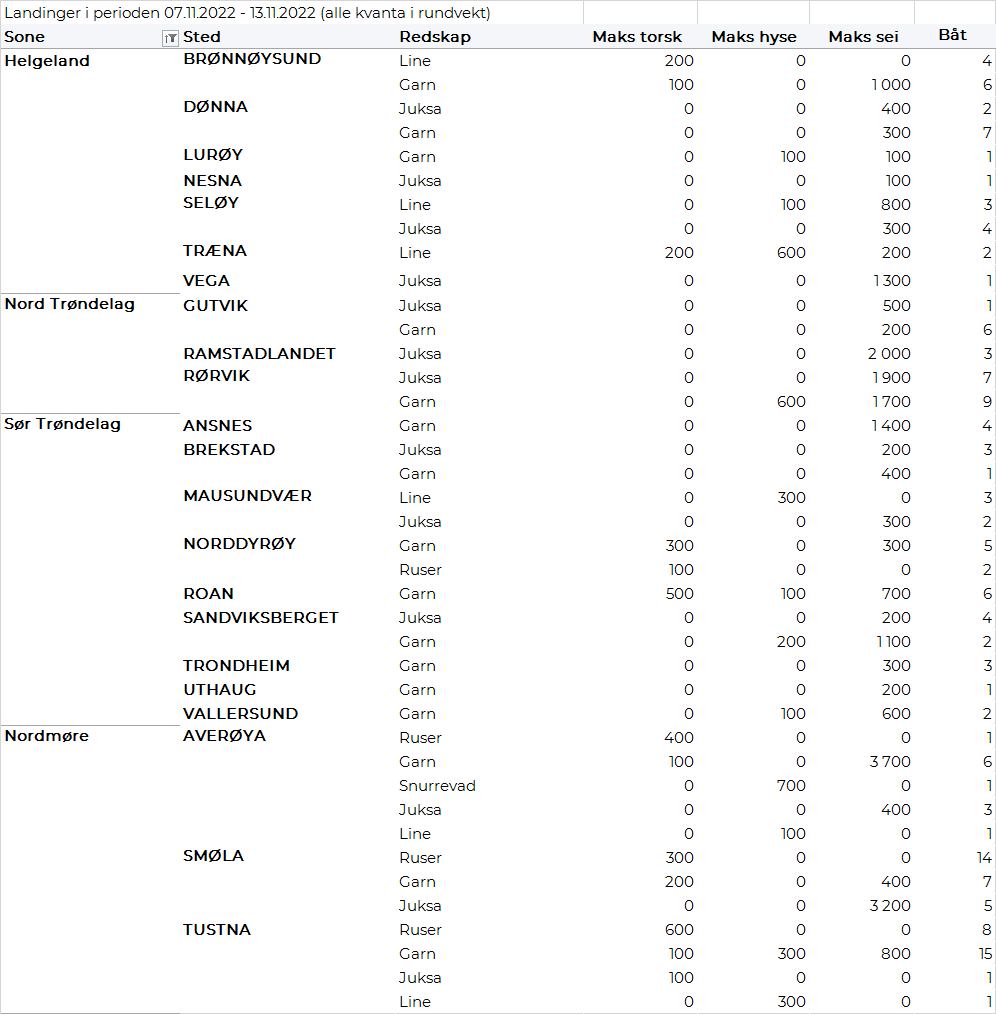 Landinger i perioden 07.11.2022 - 13.11.2022 (alle kvanta i rundvekt)
Sone Sted Redskap Maks torsk Maks hyse Maks sei Båt
Helgeland BRØNNØYSUND Line 200 0 0 4
Garn 100 0 1 000 6
DØNNA Juksa 0 0 400 2
Garn 0 0 300 7
LURØY Garn 0 100 100 1
NESNA Juksa 0 0 100 1
SELØY Line 0 100 800 3
Juksa 0 0 300 4
TRÆNA Line 200 600 200 2
VEGA Juksa 0 0 1 300 1
Nord Trøndelag GUTVIK Juksa 0 0 500 1
Garn 0 0 200 6
RAMSTADLANDET Juksa 0 0 2 000 3
RØRVIK Juksa 0 0 1 900 7
Garn 0 600 1 700 9
Sør Trøndelag ANSNES Garn 0 0 1 400 4
BREKSTAD Juksa 0 0 200 3
Garn 0 0 400 1
MAUSUNDVÆR Line 0 300 0 3
Juksa 0 0 300 2
NORDDYRØY Garn 300 0 300 5
Ruser 100 0 0 2
ROAN Garn 500 100 700 6
SANDVIKSBERGET Juksa 0 0 200 4
Garn 0 200 1 100 2
TRONDHEIM Garn 0 0 300 3
UTHAUG Garn 0 0 200 1
VALLERSUND Garn 0 100 600 2
Nordmøre AVERØYA Ruser 400 0 0 1
Garn 100 0 3 700 6
Snurrevad 0 700 0 1
Juksa 0 0 400 3
Line 0 100 0 1
SMØLA Ruser 300 0 0 14
Garn 200 0 400 7
Juksa 0 0 3 200 5
TUSTNA Ruser 600 0 0 8
Garn 100 300 800 15
Juksa 100 0 0 1
Line 0 300 0 1